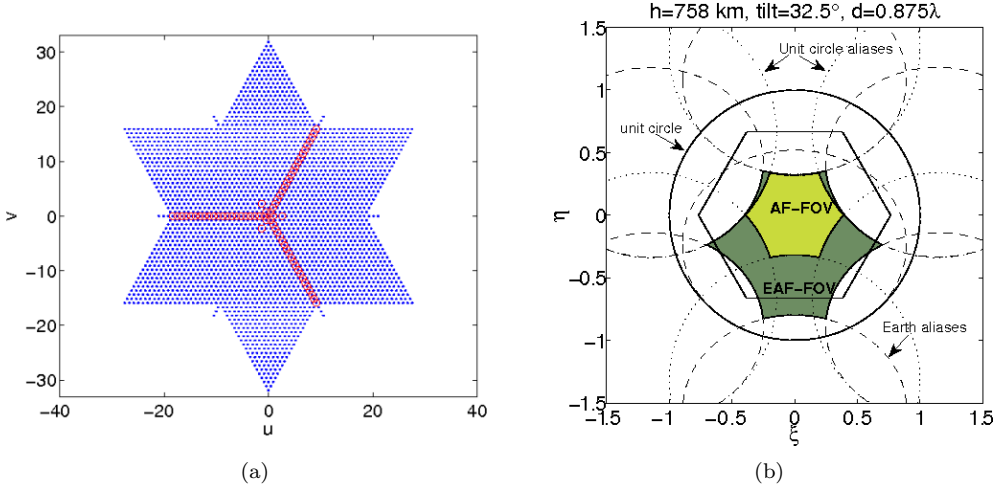 30
20
10
0
−10
−20
−30
v
−40
−20
0
20
40
u
(a)
h=758 km, tilt=32.5°, d=0.875λ
1.5
1
0.5
0
−0.5
−1
−1.5
η
Unit circle aliases
unit circle
AF−FOV
EAF−FOV
Earth aliases
−1.5
−1
−0.5
0
0.5
1
1.5
ξ
(b)